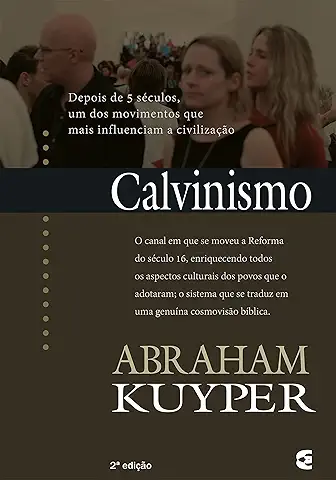 Depois de 5 séculos,
um dos movimentos que
mais influenciam a civilização
Calvinismo
O canal em que se moveu a Reforma
do século 16, enriquecendo todos
os aspectos culturais dos povos que o
adotaram; o sistema que se traduz em
uma genuína cosmovisão bíblica.
ABRAHAM
KUYPER
2ª edição